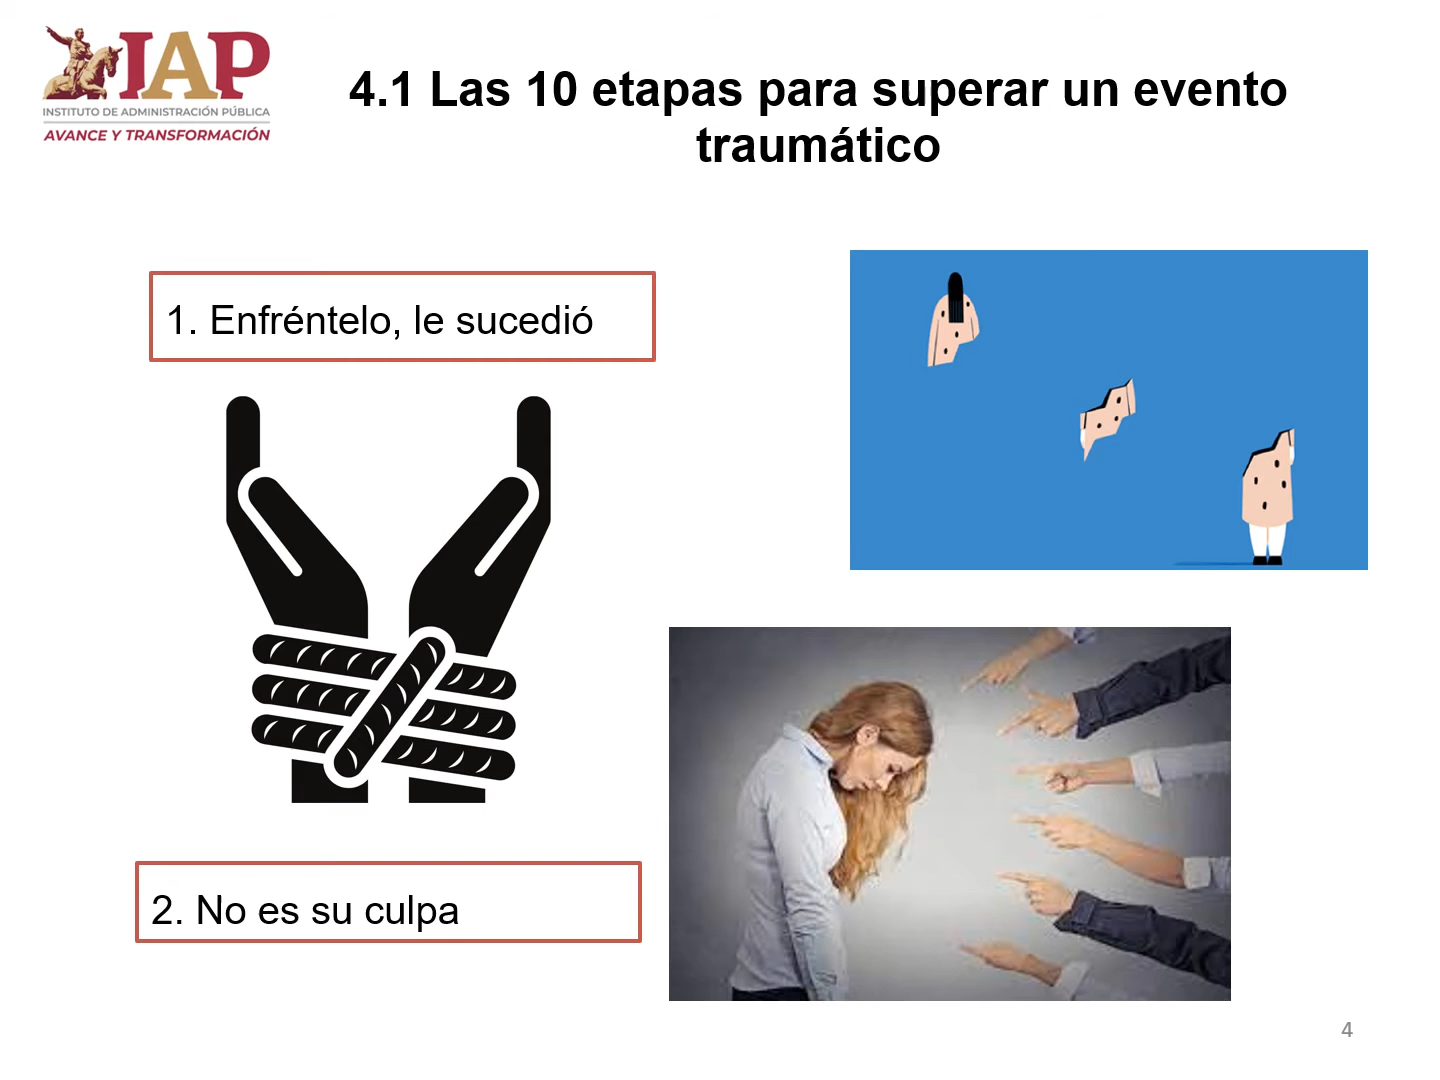 IAP
INSTITUTO DE ADMINISTRACIÓN PÚBLICA
AVANCE Y TRANSFORMACIÓN
4.1 Las 10 etapas para superar un evento
traumático
1. Enfréntelo, le sucedió
2. No es su culpa
4